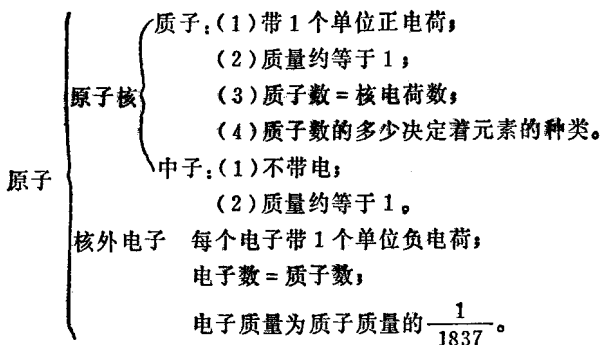 质子：(1)带1个单位正电荷；
(2)质量约等于1；
原子核 (3)质子数=核电荷数；
(4)质子数的多少决定着元素的种类。
原子 中子：(1)不带电；
(2)质量约等于1。
核外电子 每个电子带1个单位负电荷；
电子数=质子数；
电子质量为质子质量的1/1837。